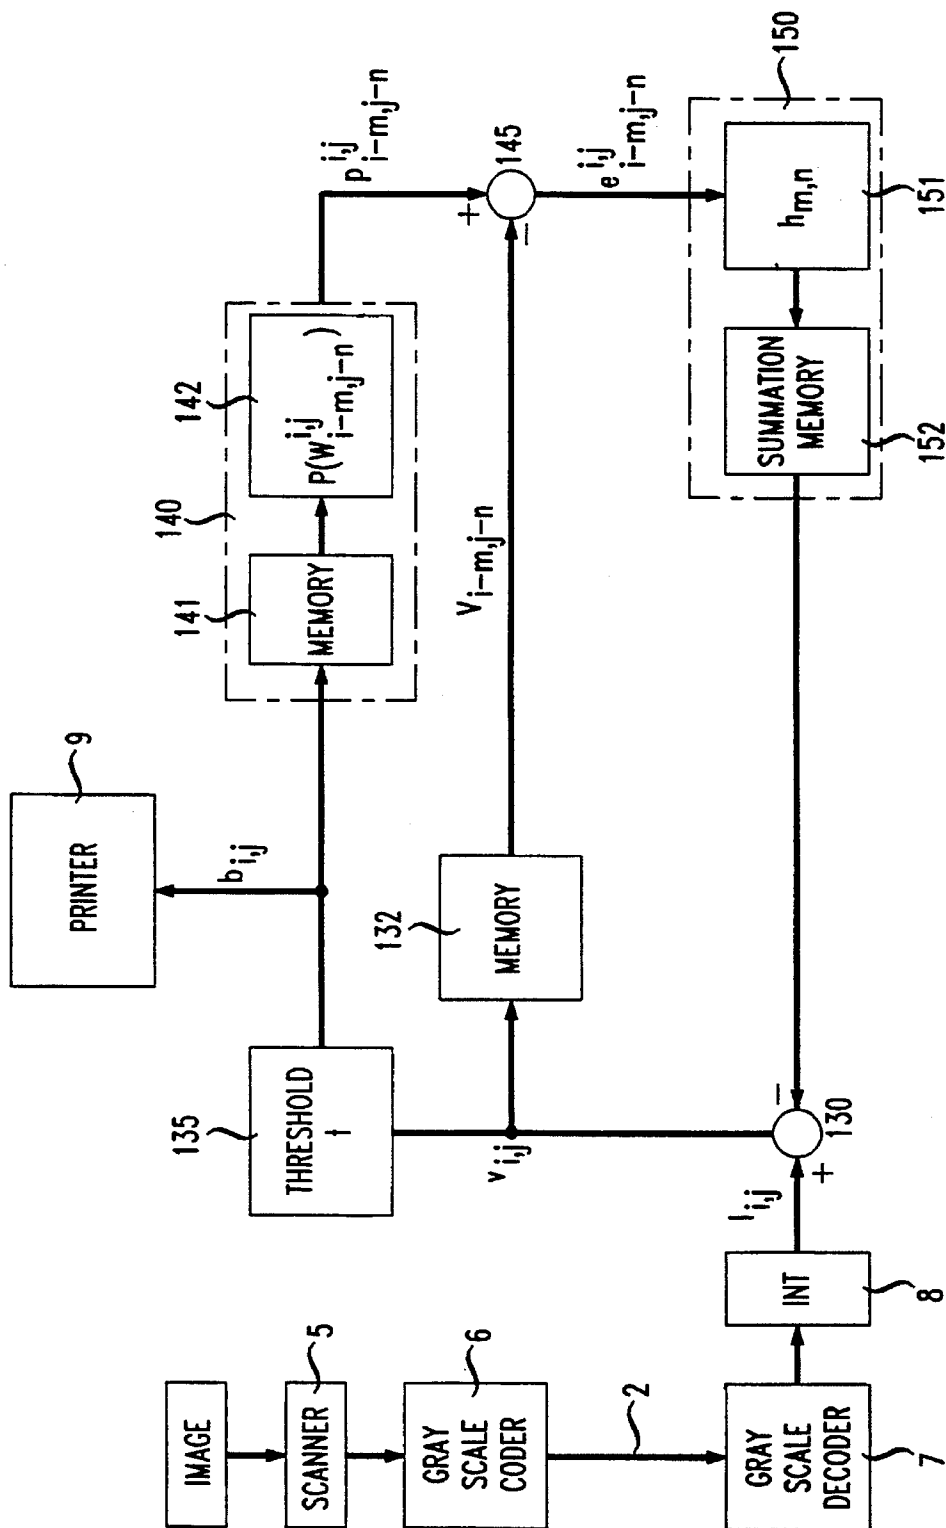 IMAGE
SCANNER
5
GRAY
SCALE
CODER
6
2
GRAY
SCALE
DECODER
7
INT
8
I i,j
+
−
130
v i,j
THRESHOLD
t
135
b i,j
PRINTER
9
MEMORY
132
V i−m,j−n
140
MEMORY
141
P(W i,j i−m,j−n )
142
p i,j i−m,j−n
+
−
145
e i,j i−m,j−n
150
h m,n
151
SUMMATION
MEMORY
152